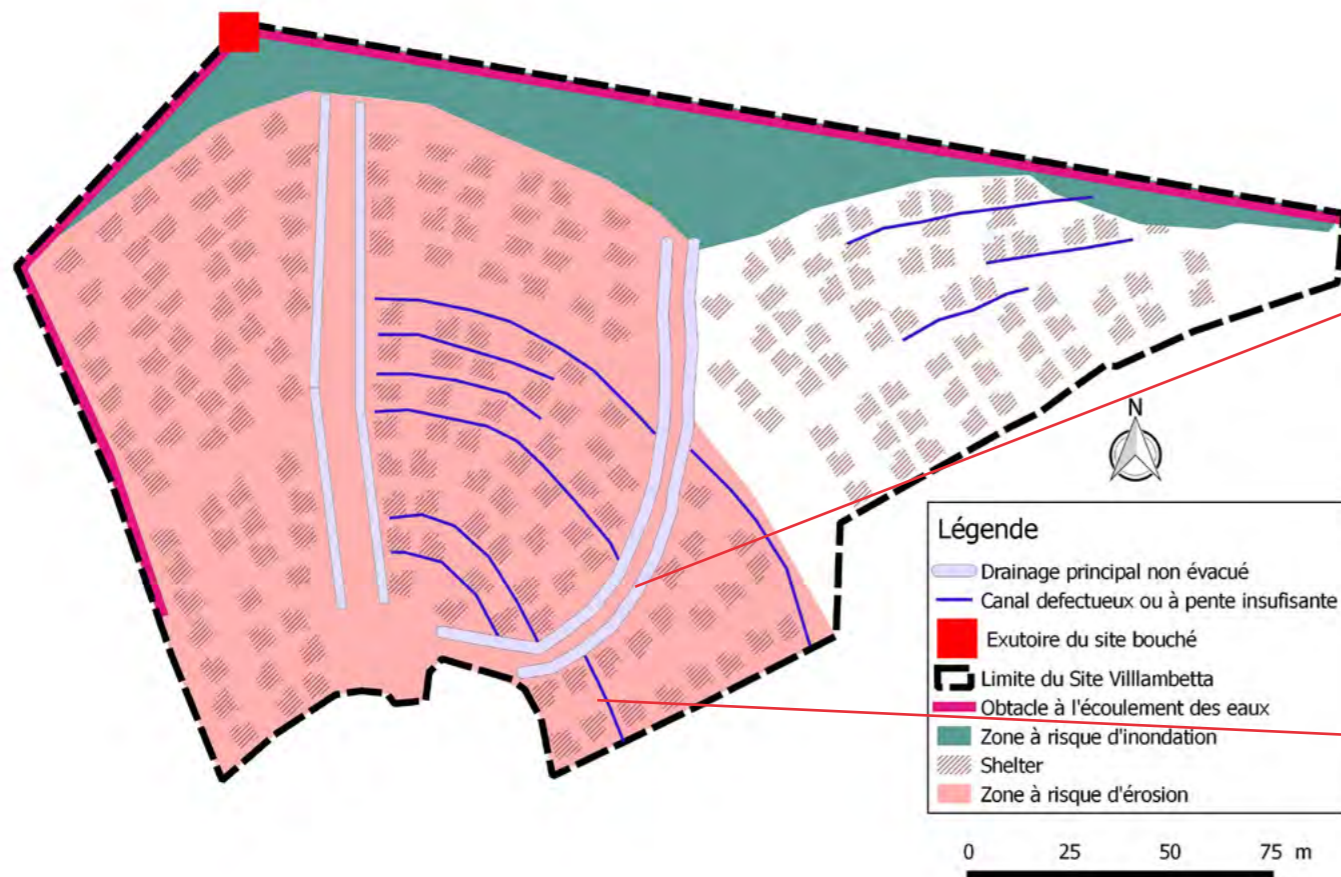 N
Légende
Drainage principal non évacué
Canal defectueux ou à pente insufisante
Exutoire du site bouché
Limite du Site Villlambetta
Obtacle à l'écoulement des eaux
Zone à risque d'inondation
Shelter
Zone à risque d'érosion
0 25 50 75 m